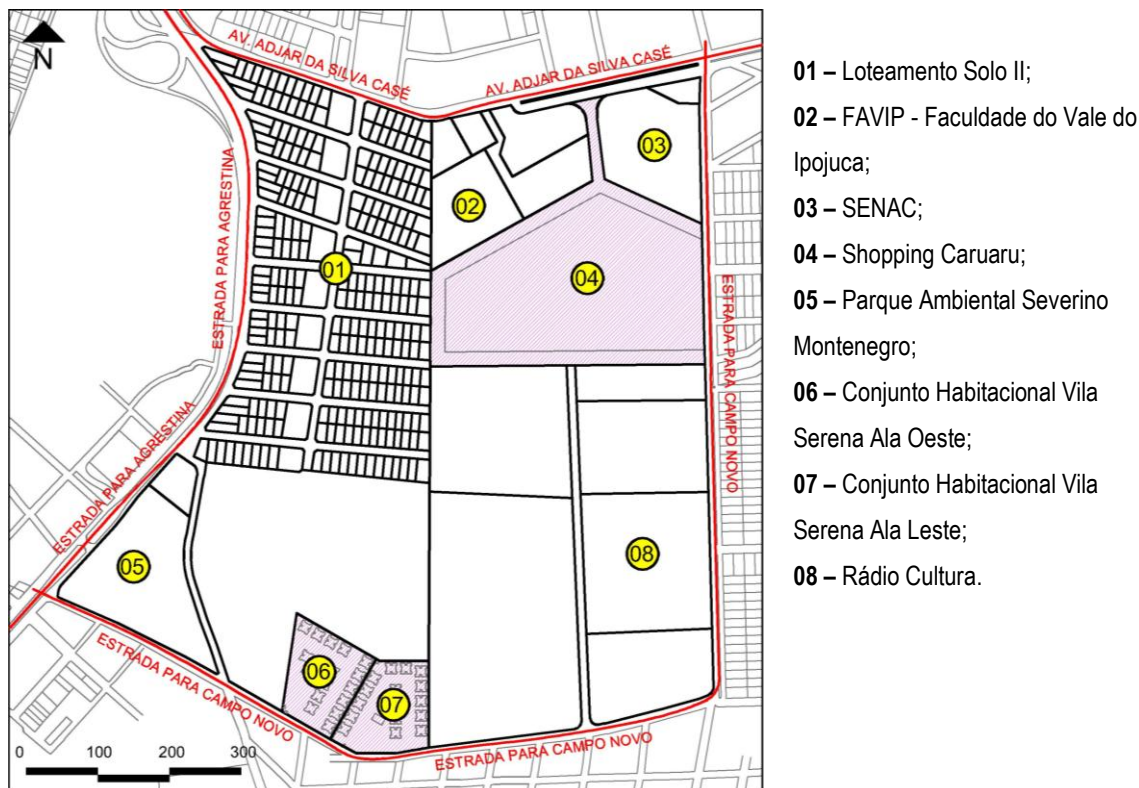 N
AV. ADJAR DA SILVA CASÉ
AV. ADJAR DA SILVA CASÉ
ESTRADA PARA AGRESTINA
ESTRADA PARA AGRESTINA
ESTRADA PARA CAMPO NOVO
ESTRADA PARA CAMPO NOVO
ESTRADA PARA CAMPO NOVO
01
02
03
04
05
06
07
08
0 100 200 300
01 – Loteamento Solo II;
02 – FAVIP - Faculdade do Vale do
Ipojuca;
03 – SENAC;
04 – Shopping Caruaru;
05 – Parque Ambiental Severino
Montenegro;
06 – Conjunto Habitacional Vila
Serena Ala Oeste;
07 – Conjunto Habitacional Vila
Serena Ala Leste;
08 – Rádio Cultura.